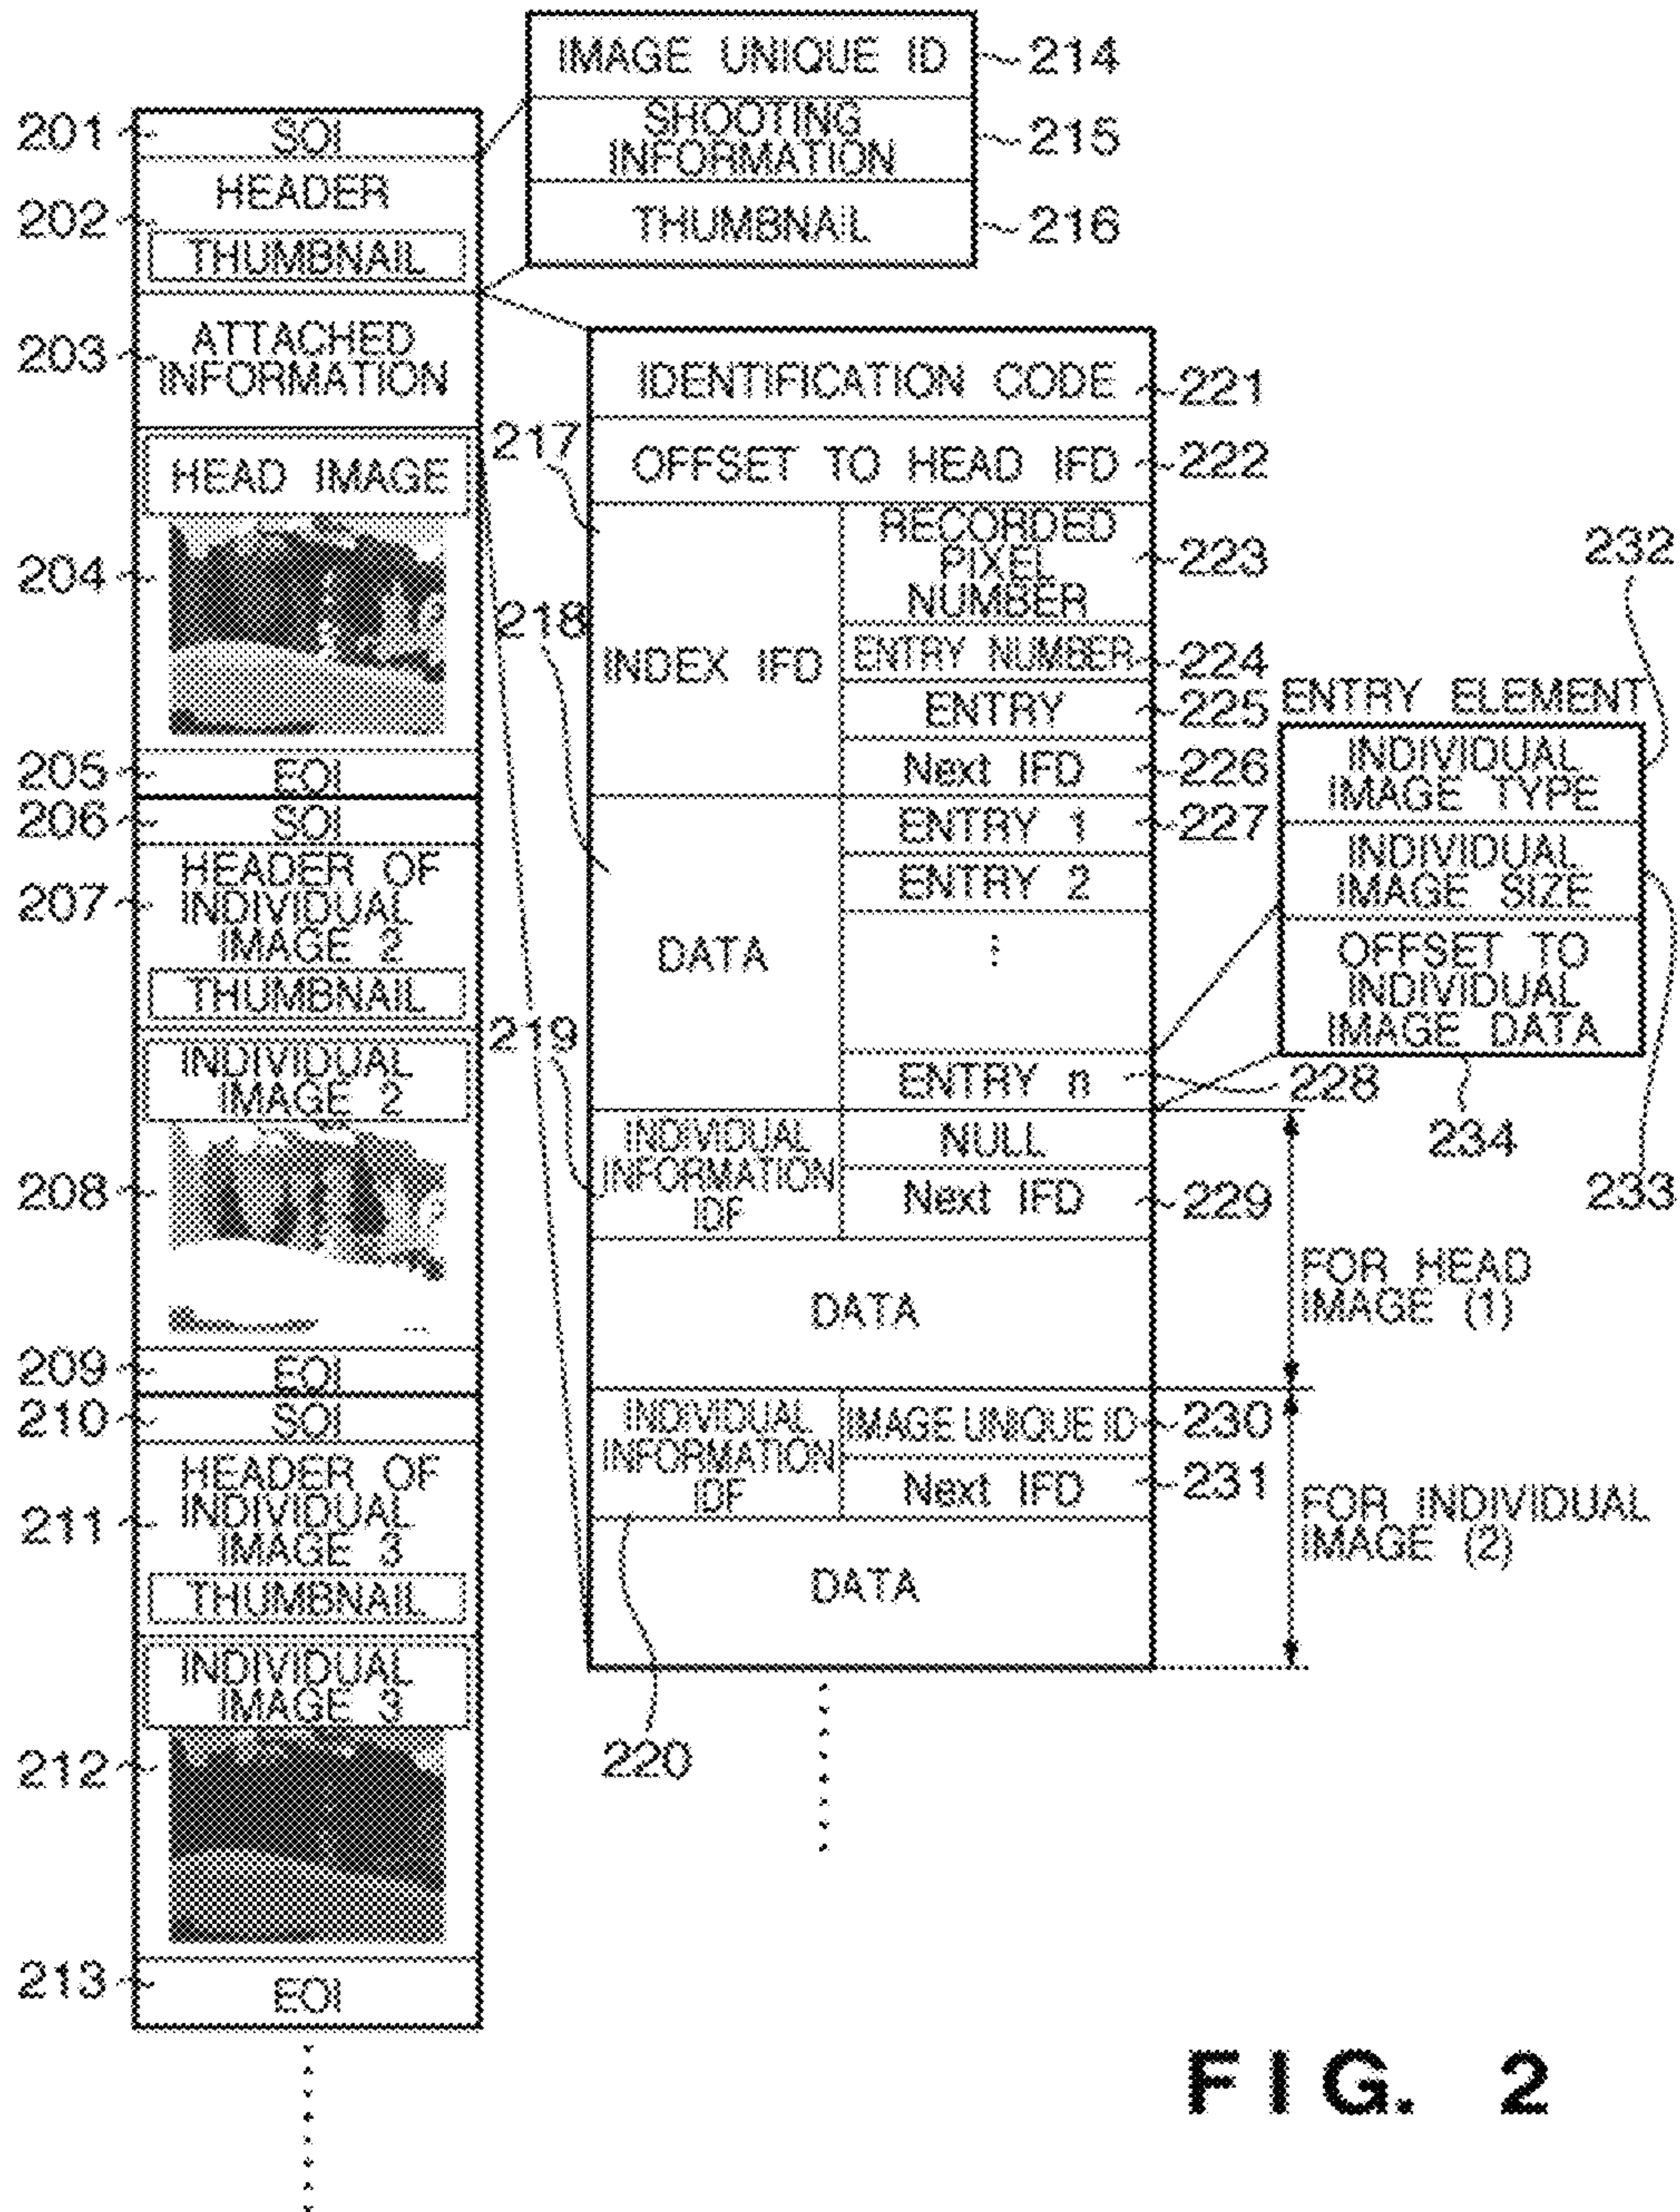 IMAGE UNIQUE ID
214
SHOOTING
INFORMATION
215
THUMBNAIL
216
201
SOI
202
HEADER
THUMBNAIL
203
ATTACHED
INFORMATION
HEAD IMAGE
204
205
EOI
206
SOI
207
HEADER OF
INDIVIDUAL
IMAGE 2
THUMBNAIL
INDIVIDUAL
IMAGE 2
208
209
EOI
210
SOI
211
HEADER OF
INDIVIDUAL
IMAGE 3
THUMBNAIL
INDIVIDUAL
IMAGE 3
212
213
EOI
IDENTIFICATION CODE
221
OFFSET TO HEAD IFD
222
217
INDEX IFD
RECORDED
PIXEL
NUMBER
223
ENTRY NUMBER
224
ENTRY
225
Next IFD
226
218
DATA
ENTRY 1
227
ENTRY 2
ENTRY n
228
219
INDIVIDUAL
INFORMATION
IDF
NULL
Next IFD
229
DATA
FOR HEAD
IMAGE (1)
INDIVIDUAL
INFORMATION
IDF
IMAGE UNIQUE ID
230
Next IFD
231
DATA
FOR INDIVIDUAL
IMAGE (2)
220
232
ENTRY ELEMENT
INDIVIDUAL
IMAGE TYPE
INDIVIDUAL
IMAGE SIZE
OFFSET TO
INDIVIDUAL
IMAGE DATA
234
233
FIG. 2